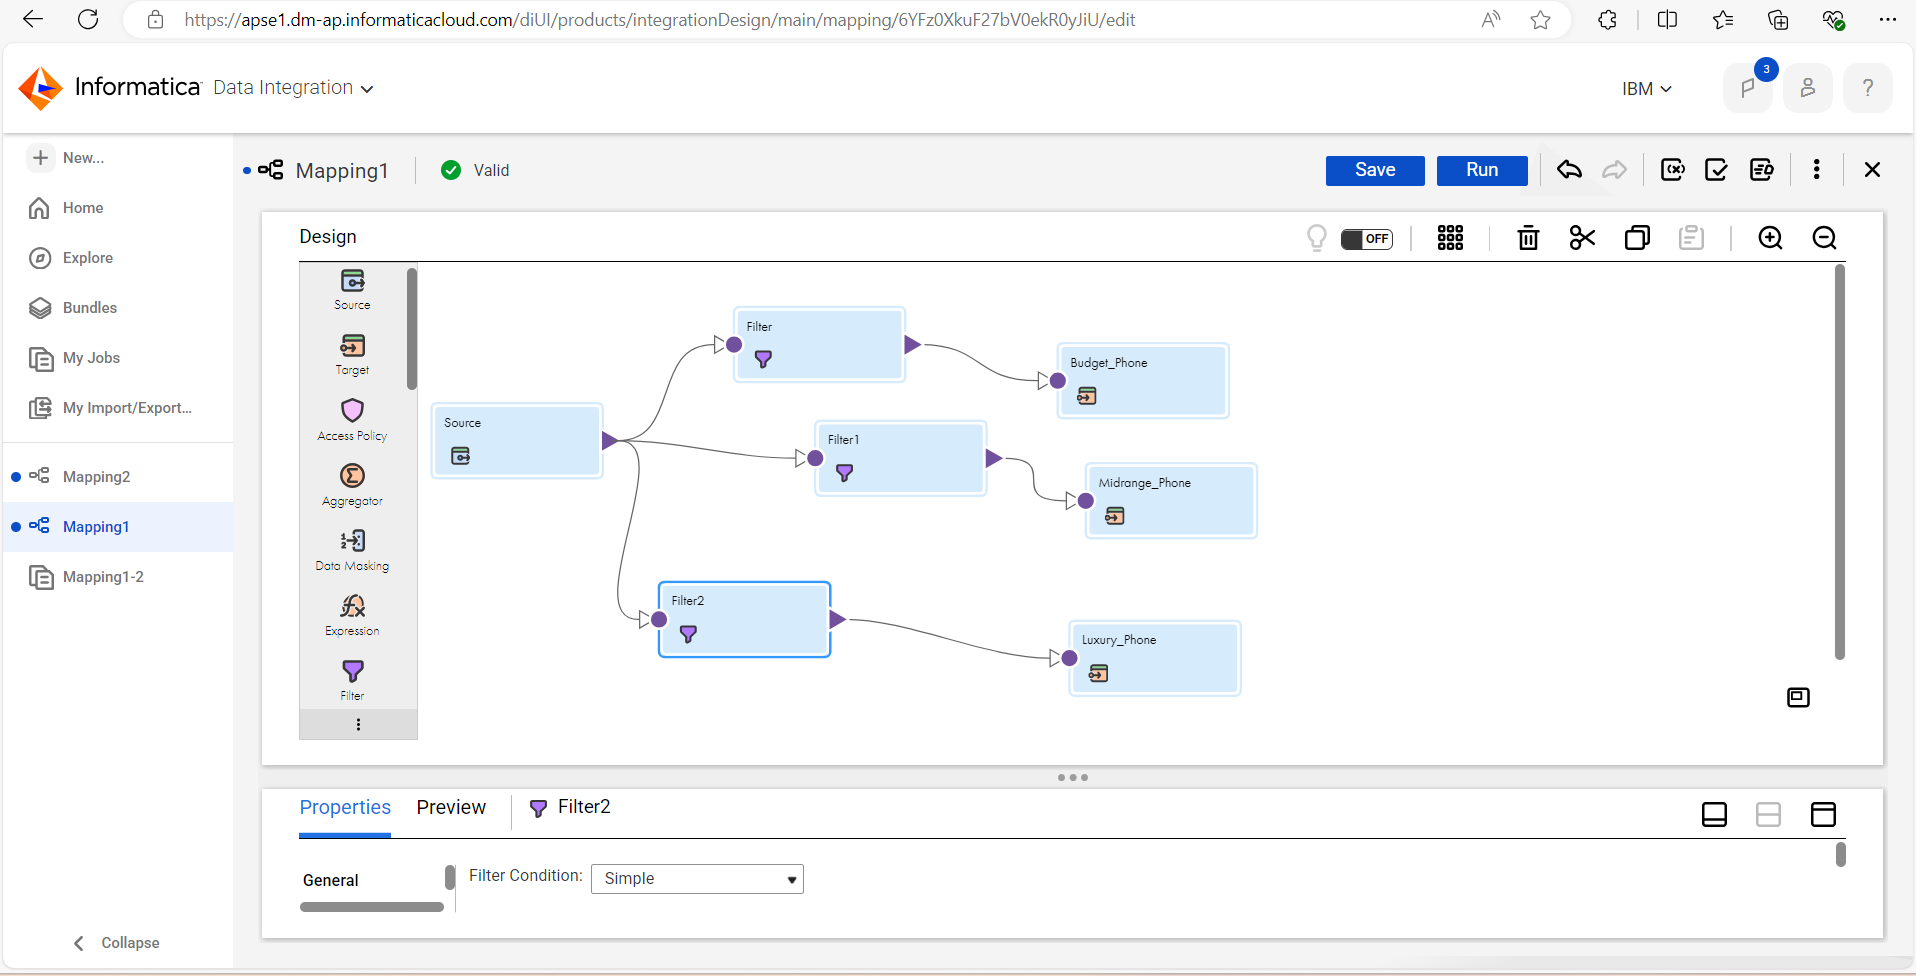 https://apse1.dm-ap.informaticacloud.com/diUI/products/integrationDesign/main/mapping/6YFz0XkuF27bV0ekR0yJiU/edit
Informatica Data Integration
IBM
3
?
New...
Home
Explore
Bundles
My Jobs
My Import/Export...
Mapping2
Mapping1
Mapping1-2
Collapse
Mapping1
Valid
Save
Run
Design
OFF
Source
Target
Access Policy
Aggregator
Data Masking
Expression
Filter
Source
Filter
Budget_Phone
Filter1
Midrange_Phone
Filter2
Luxury_Phone
Properties
Preview
Filter2
General
Filter Condition:
Simple